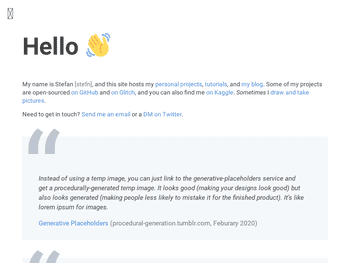 Hello 👋
My name is Stefan [stefn], and this site hosts my personal projects, tutorials, and my blog. Some of my projects
are open-sourced on GitHub and on Glitch, and you can also find me on Kaggle. Sometimes I draw and take
pictures.
Need to get in touch? Send me an email or a DM on Twitter.
Instead of using a temp image, you can just link to the generative-placeholders service and
get a procedurally-generated temp image. It looks good (making your designs look good) but
also looks generated (making people less likely to mistake it for the finished product). It's like
lorem ipsum for images.
Generative Placeholders (procedural-generation.tumblr.com, Feburary 2020)